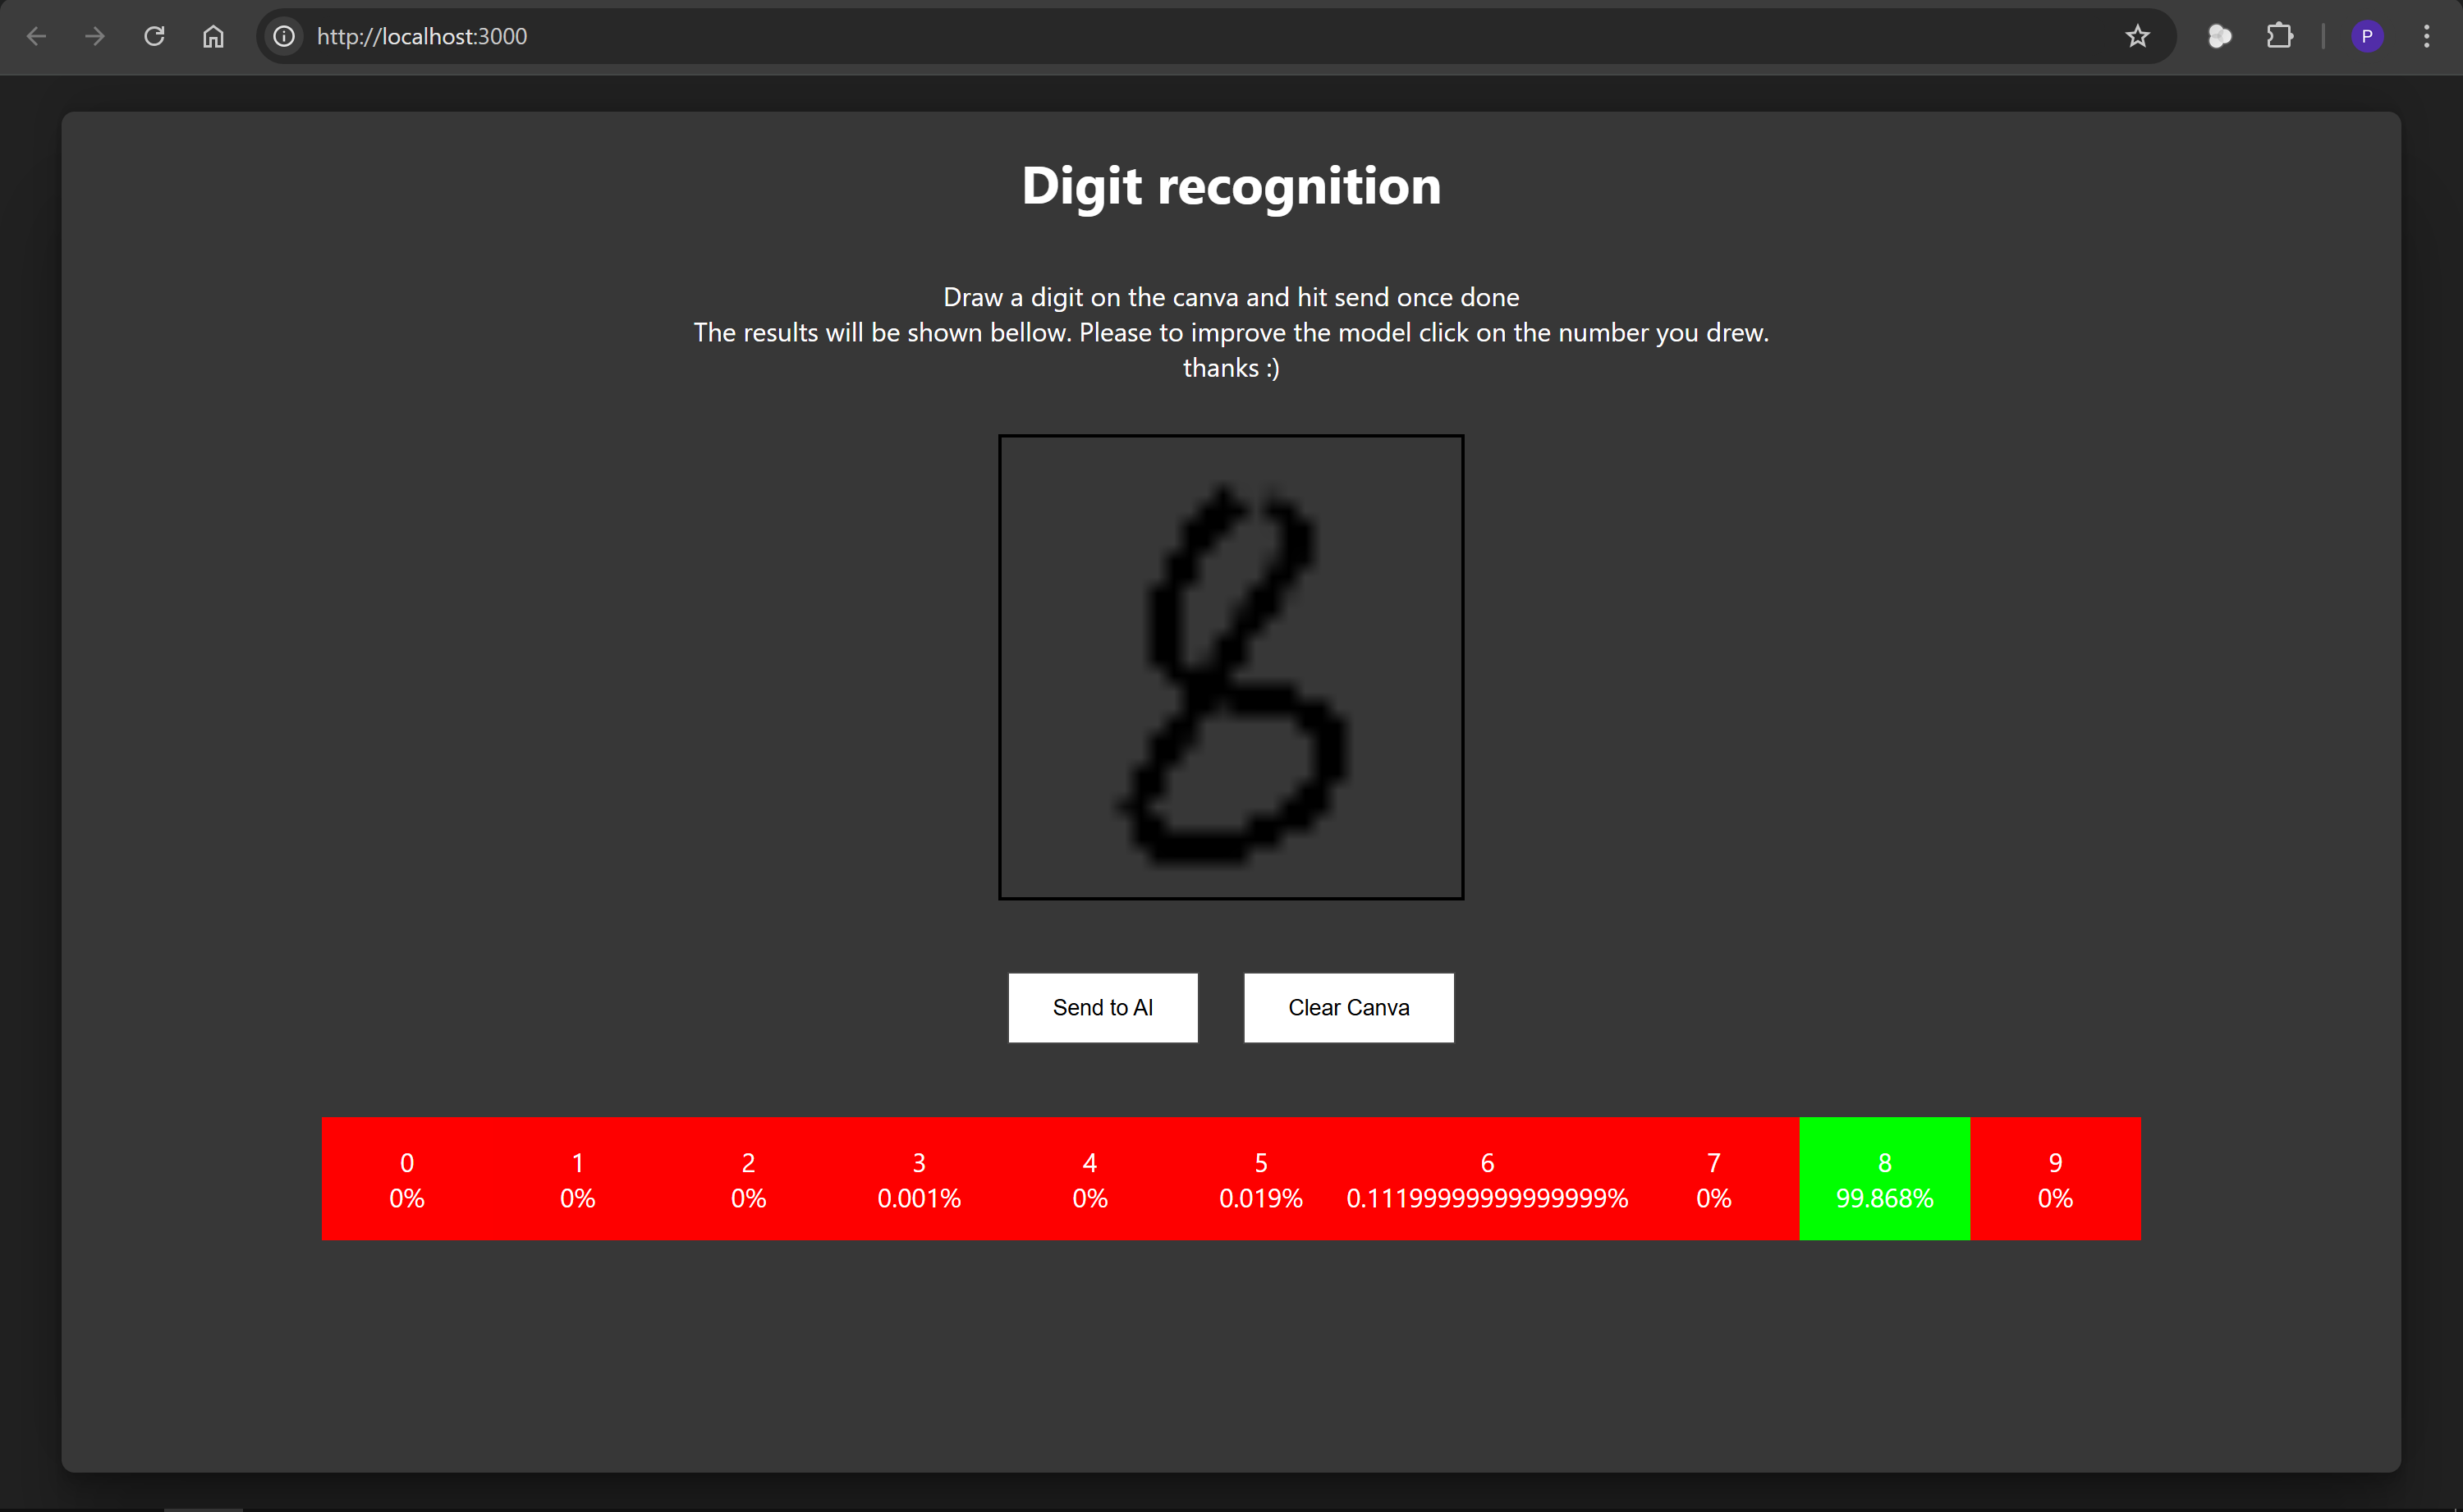 http://localhost:3000
P
Digit recognition
Draw a digit on the canva and hit send once done
The results will be shown bellow. Please to improve the model click on the number you drew.
thanks :)
8
Send to AI Clear Canva
0 1 2 3 4 5 6 7 8 9
0% 0% 0% 0.001% 0% 0.019% 0.11199999999999999% 0% 99.868% 0%